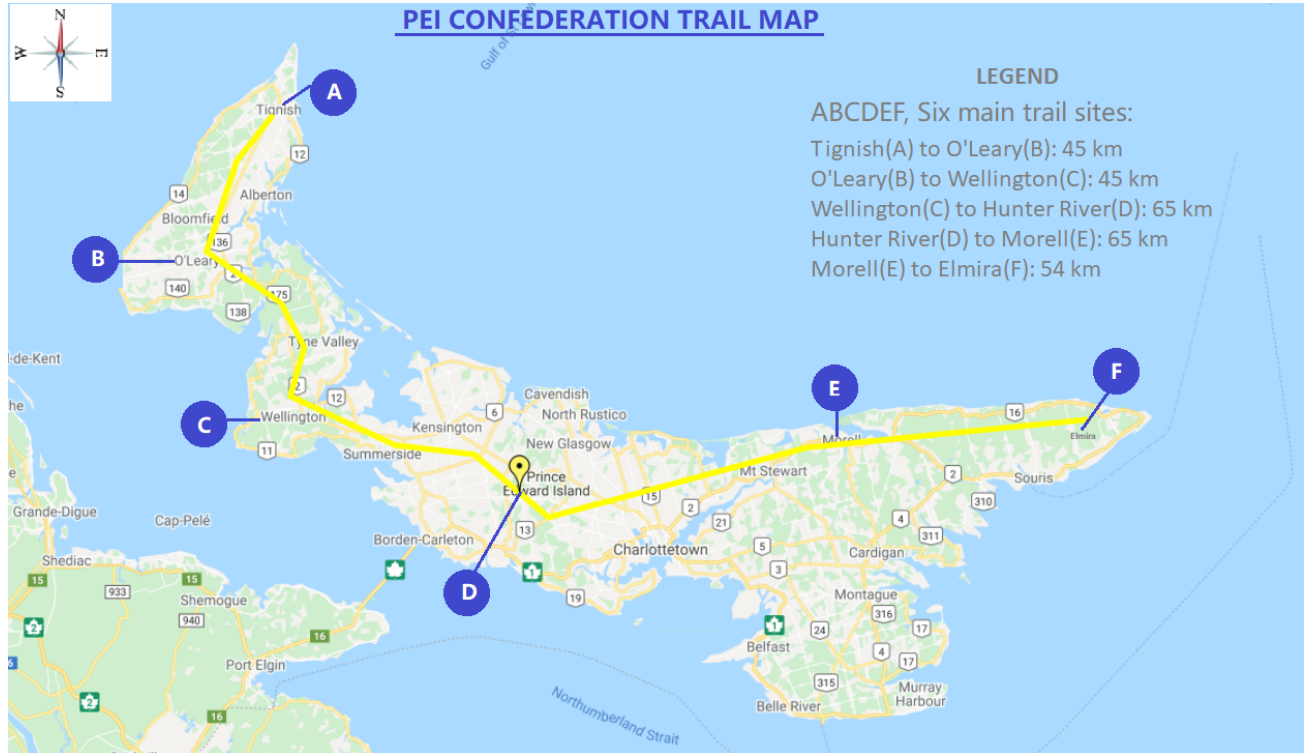 PEI CONFEDERATION TRAIL MAP
N
W
E
S
LEGEND
ABCDEF, Six main trail sites:
Tignish(A) to O'Leary(B): 45 km
O'Leary(B) to Wellington(C): 45 km
Wellington(C) to Hunter River(D): 65 km
Hunter River(D) to Morell(E): 65 km
Morell(E) to Elmira(F): 54 km
Gulf of St
A
Tignish
12
14
Alberton
Bloomfield
136
B
O'Leary
2
140
175
138
Tyne Valley
-de-Kent
2
12
C
Wellington
11
Kensington
6
Cavendish
North Rustico
New Glasgow
Summerside
E
F
16
Morell
Elmira
Mt Stewart
2
Souris
310
Prince
Edward Island
15
2
21
4
311
13
Grande-Digue
Cap-Pelé
Borden-Carleton
Charlottetown
5
Cardigan
3
Shediac
15
933
15
1
19
D
Shemogue
940
16
2
Montague
316
1
24
17
Belfast
4
17
Port Elgin
315
Murray
Harbour
Belle River
2
16
6
Northumberland Strait